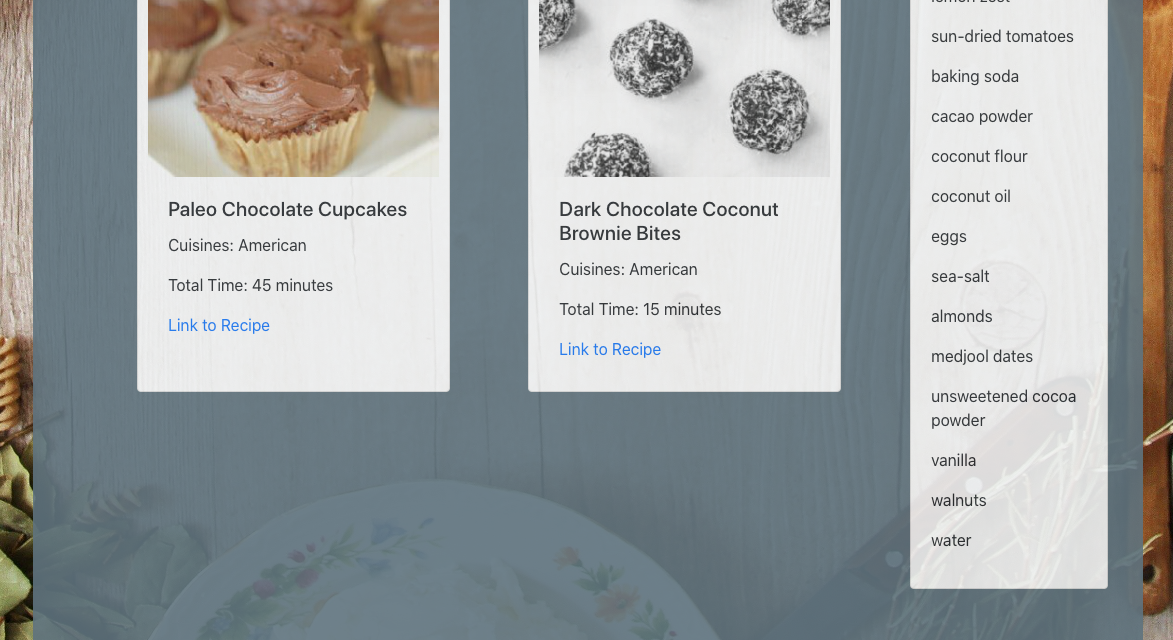 Paleo Chocolate Cupcakes
Cuisines: American
Total Time: 45 minutes
Link to Recipe
Dark Chocolate Coconut
Brownie Bites
Cuisines: American
Total Time: 15 minutes
Link to Recipe
lemon zest
sun-dried tomatoes
baking soda
cacao powder
coconut flour
coconut oil
eggs
sea-salt
almonds
medjool dates
unsweetened cocoa
powder
vanilla
walnuts
water